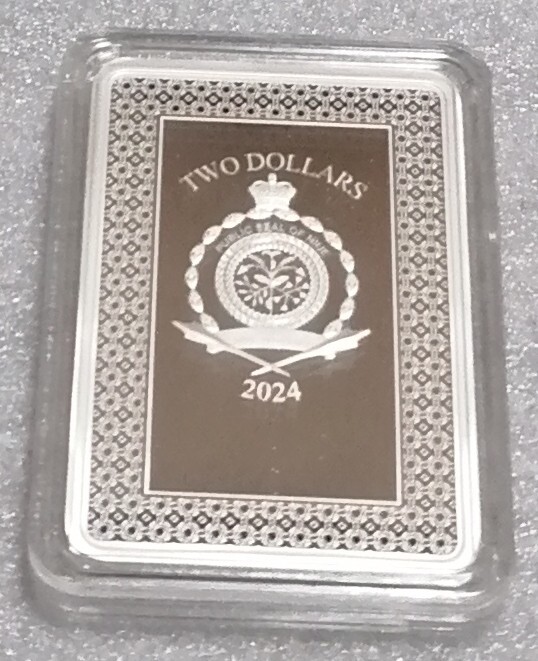 TWO DOLLARS
PUBLIC SEAL OF NIUE
2024